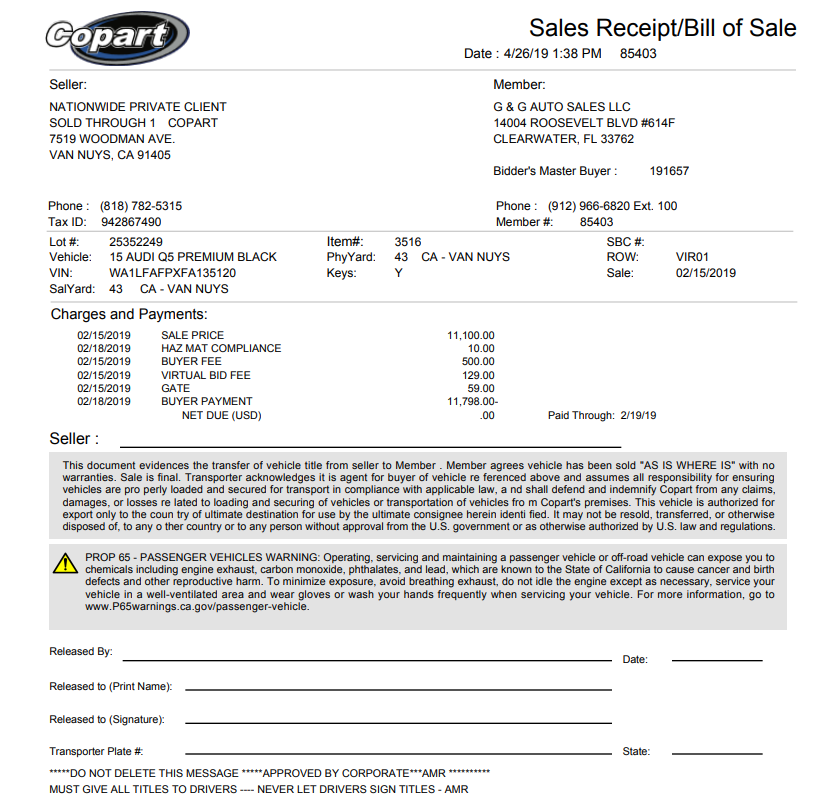 Copart
Sales Receipt/Bill of Sale
Date : 4/26/19 1:38 PM 85403
Seller:
NATIONWIDE PRIVATE CLIENT
SOLD THROUGH 1 COPART
7519 WOODMAN AVE.
VAN NUYS, CA 91405
Member:
G & G AUTO SALES LLC
14004 ROOSEVELT BLVD #614F
CLEARWATER, FL 33762
Bidder's Master Buyer : 191657
Phone : (818) 782-5315
Tax ID: 942867490
Phone : (912) 966-6820 Ext. 100
Member #: 85403
Lot #: 25352249 Item#: 3516 SBC #:
Vehicle: 15 AUDI Q5 PREMIUM BLACK PhyYard: 43 CA - VAN NUYS ROW: VIR01
VIN: WA1LFAFPXFA135120 Keys: Y Sale: 02/15/2019
SalYard: 43 CA - VAN NUYS
Charges and Payments:
02/15/2019 SALE PRICE 11,100.00
02/18/2019 HAZ MAT COMPLIANCE 10.00
02/15/2019 BUYER FEE 500.00
02/15/2019 VIRTUAL BID FEE 129.00
02/15/2019 GATE 59.00
02/18/2019 BUYER PAYMENT 11,798.00-
NET DUE (USD) .00 Paid Through: 2/19/19
Seller :
This document evidences the transfer of vehicle title from seller to Member . Member agrees vehicle has been sold "AS IS WHERE IS" with no
warranties. Sale is final. Transporter acknowledges it is agent for buyer of vehicle re ferenced above and assumes all responsibility for ensuring
vehicles are pro perly loaded and secured for transport in compliance with applicable law, a nd shall defend and indemnify Copart from any claims,
damages, or losses re lated to loading and securing of vehicles or transportation of vehicles fro m Copart's premises. This vehicle is authorized for
export only to the coun try of ultimate destination for use by the ultimate consignee herein identi fied. It may not be resold, transferred, or otherwise
disposed of, to any o ther country or to any person without approval from the U.S. government or as otherwise authorized by U.S. law and regulations.
PROP 65 - PASSENGER VEHICLES WARNING: Operating, servicing and maintaining a passenger vehicle or off-road vehicle can expose you to
chemicals including engine exhaust, carbon monoxide, phthalates, and lead, which are known to the State of California to cause cancer and birth
defects and other reproductive harm. To minimize exposure, avoid breathing exhaust, do not idle the engine except as necessary, service your
vehicle in a well-ventilated area and wear gloves or wash your hands frequently when servicing your vehicle. For more information, go to
www.P65warnings.ca.gov/passenger-vehicle.
Released By: Date:
Released to (Print Name):
Released to (Signature):
Transporter Plate #: State:
*****DO NOT DELETE THIS MESSAGE *****APPROVED BY CORPORATE***AMR **********
MUST GIVE ALL TITLES TO DRIVERS ---- NEVER LET DRIVERS SIGN TITLES - AMR